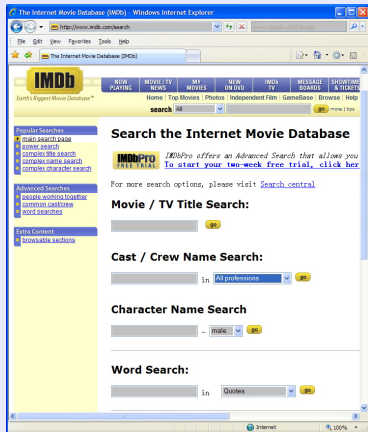 The Internet Movie Database (IMDb) - Windows Internet Explorer
http://www.imdb.com/search
File Edit View Favorites Tools Help
The Internet Movie Database (IMDb)
IMDb
Earth's Biggest Movie Database™
NOW PLAYING
MOVIE/TV NEWS
MY MOVIES
NEW ON DVD
IMDb TV
MESSAGE BOARDS
SHOWTIMES & TICKETS
Home | Top Movies | Photos | Independent Film | GameBase | Browse | Help
search All go more | tips
Popular Searches
main search page
power search
complex title search
complex name search
complex character search
Advanced Searches
people working together
common cast/crew
word searches
Extra Content
browsable sections
Search the Internet Movie Database
IMDbPro FREE TRIAL
IMDbPro offers an Advanced Search that allows you
To start your two-week free trial, click her
For more search options, please visit Search central
Movie / TV Title Search:
go
Cast / Crew Name Search:
in All professions go
Character Name Search
- male go
Word Search:
in Quotes go
Internet 100%